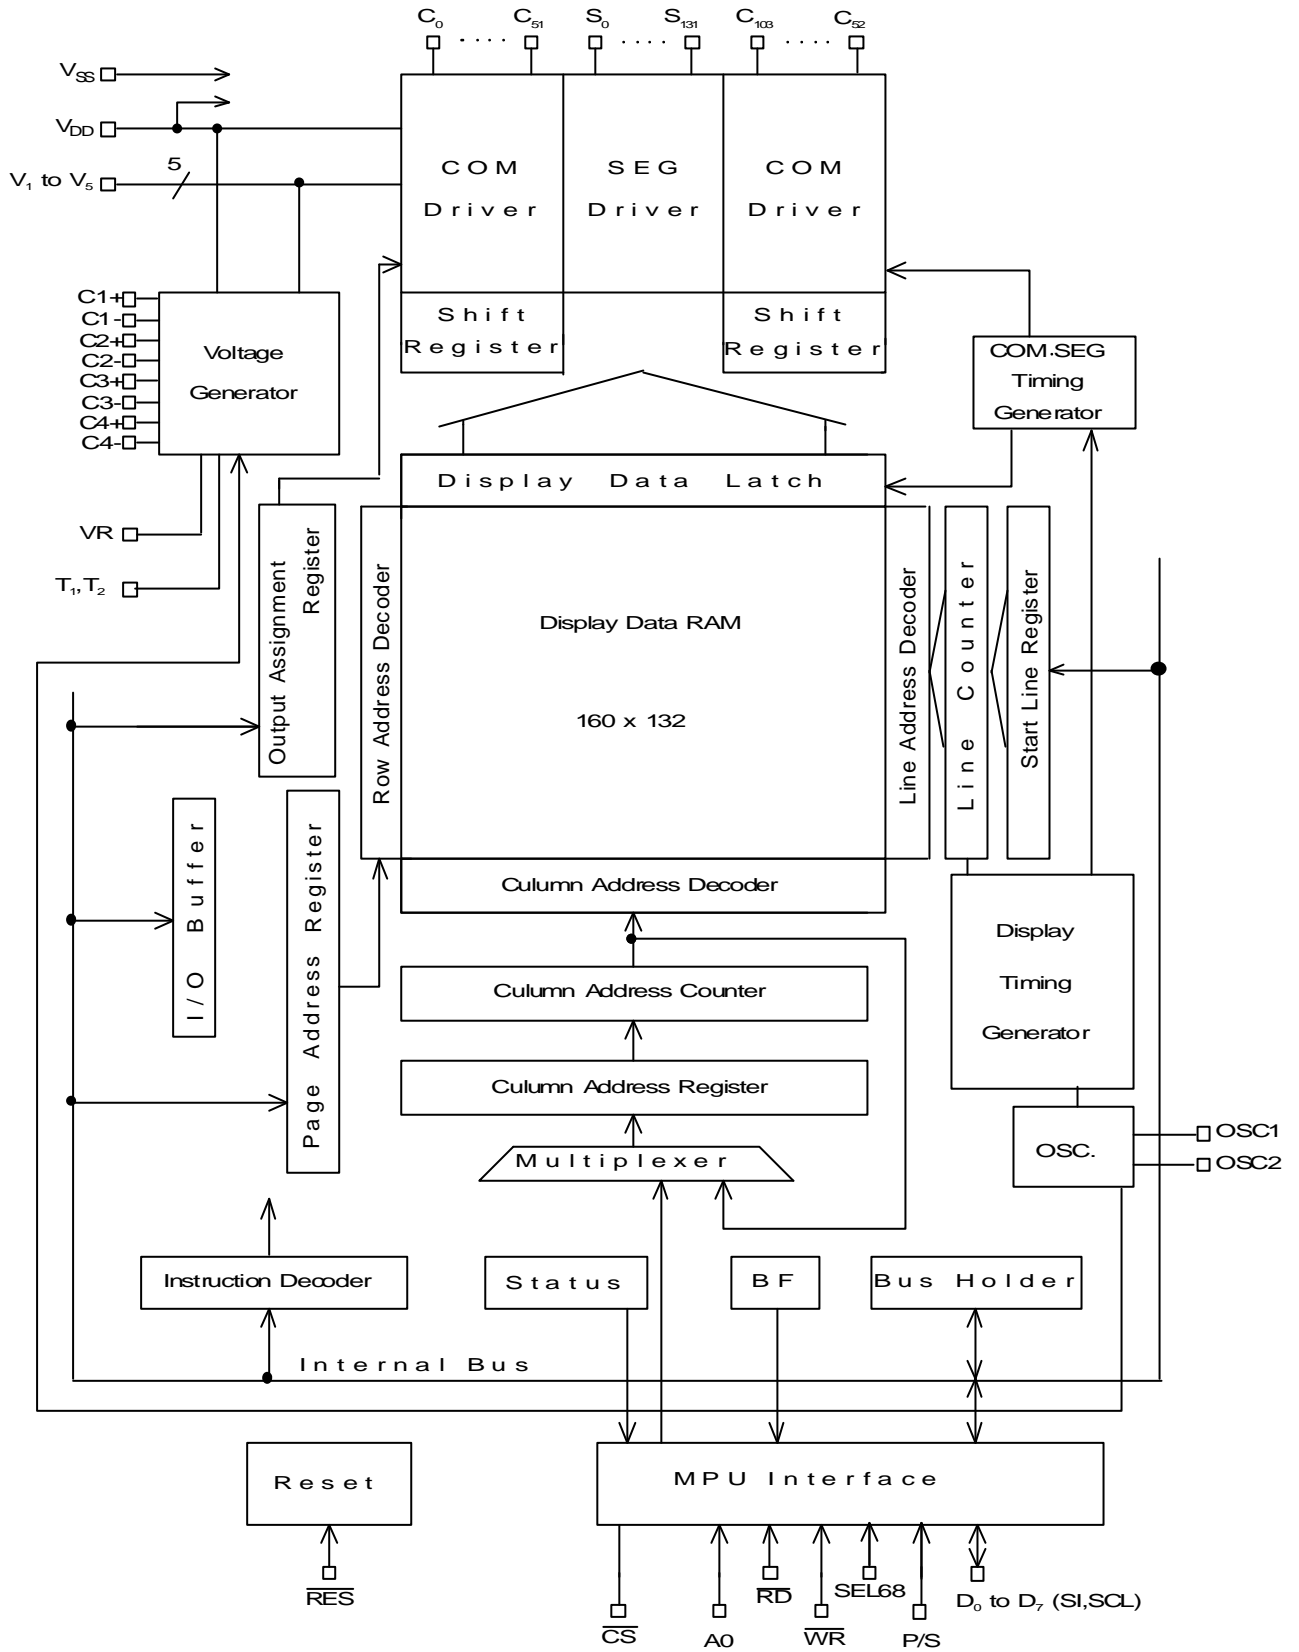 C0 ···· C51 S0 ···· S131 C103 ···· C52
VSS
VDD
V1 to V5
5
COM Driver
SEG Driver
COM Driver
Shift Register
Shift Register
C1+
C1-
C2+
C2-
C3+
C3-
C4+
C4-
Voltage
Generator
COM.SEG
Timing
Generator
VR
T1,T2
Display Data Latch
Output Assignment
Register
Row Address Decoder
Display Data RAM
160 x 132
Line Address Decoder
Line Counter
Start Line Register
I/O Buffer
Page Address Register
Culumn Address Decoder
Culumn Address Counter
Culumn Address Register
Multiplexer
Display
Timing
Generator
OSC.
OSC1
OSC2
Instruction Decoder
Status
BF
Bus Holder
Internal Bus
Reset
MPU Interface
RES
CS
A0
RD
WR
SEL68
P/S
D0 to D7 (SI,SCL)